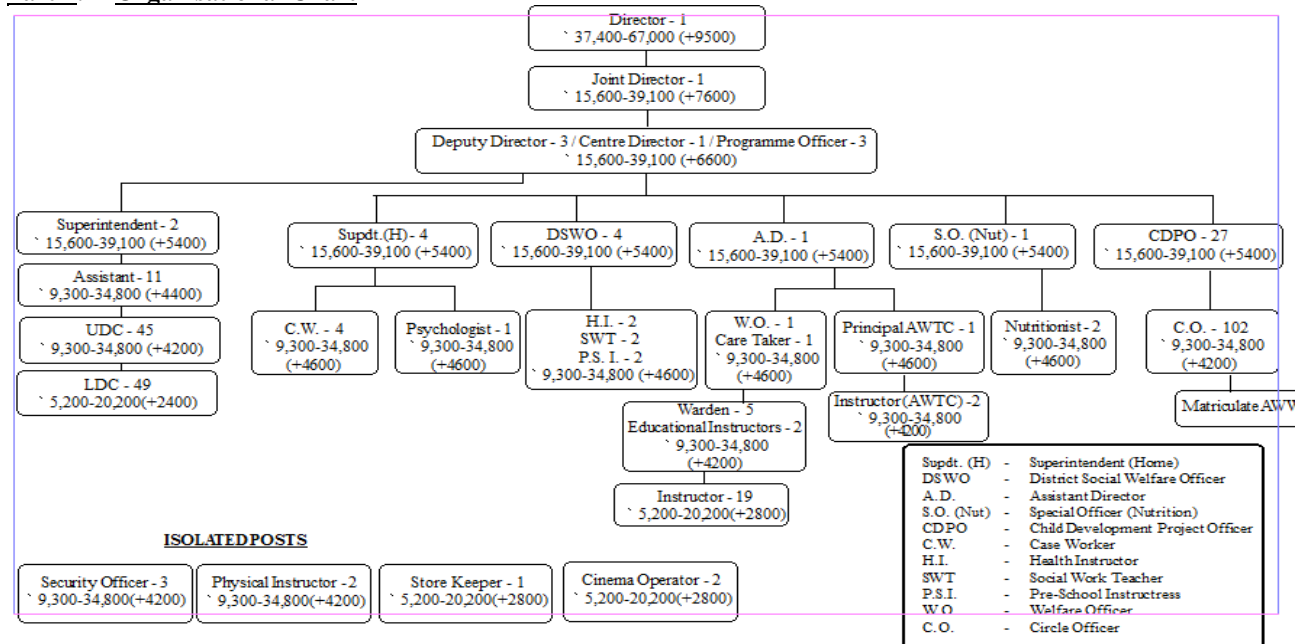 Director - 1
` 37,400-67,000 (+9500)
Joint Director - 1
` 15,600-39,100 (+7600)
Deputy Director - 3 / Centre Director - 1 / Programme Officer - 3
` 15,600-39,100 (+6600)
Superintendent - 2
` 15,600-39,100 (+5400)
Assistant - 11
` 9,300-34,800 (+4400)
UDC - 45
` 9,300-34,800 (+4200)
LDC - 49
` 5,200-20,200(+2400)
Supdt.(H) - 4
` 15,600-39,100 (+5400)
C.W. - 4
` 9,300-34,800
(+4600)
Psychologist - 1
` 9,300-34,800
(+4600)
DSWO - 4
` 15,600-39,100 (+5400)
H.I. - 2
SWT - 2
P.S. I. - 2
` 9,300-34,800 (+4600)
A.D. - 1
` 15,600-39,100 (+5400)
W.O. - 1
Care Taker - 1
` 9,300-34,800
(+4600)
Warden - 5
Educational Instructors - 2
` 9,300-34,800
(+4200)
Instructor - 19
` 5,200-20,200(+2800)
Principal AWTC - 1
` 9,300-34,800
(+4600)
Instructor (AWTC) -2
` 9,300-34,800
(+4200)
S.O. (Nut) - 1
` 15,600-39,100 (+5400)
Nutritionist - 2
` 9,300-34,800
(+4600)
CDPO - 27
` 15,600-39,100 (+5400)
C.O. - 102
` 9,300-34,800
(+4200)
Matriculate AWW
ISOLATED POSTS
Security Officer - 3
` 9,300-34,800(+4200)
Physical Instructor - 2
` 9,300-34,800(+4200)
Store Keeper - 1
` 5,200-20,200(+2800)
Cinema Operator - 2
` 5,200-20,200(+2800)
Supdt. (H) - Superintendent (Home)
DSWO - District Social Welfare Officer
A.D. - Assistant Director
S.O. (Nut) - Special Officer (Nutrition)
CDPO - Child Development Project Officer
C.W. - Case Worker
H.I. - Health Instructor
SWT - Social Work Teacher
P.S.I. - Pre-School Instructress
W.O - Welfare Officer
C.O. - Circle Officer